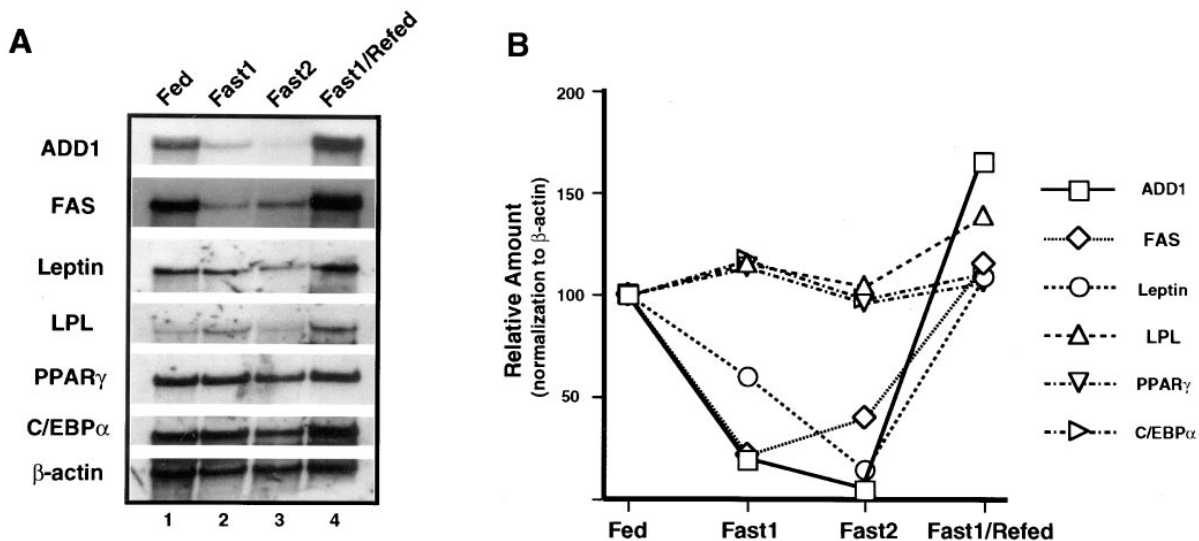 A
Fed Fast1 Fast2 Fast1/Refed
ADD1
FAS
Leptin
LPL
PPARγ
C/EBPα
β-actin
1 2 3 4
B
Relative Amount
(normalization to β-actin)
200
150
100
50
Fed Fast1 Fast2 Fast1/Refed
ADD1
FAS
Leptin
LPL
PPARγ
C/EBPα